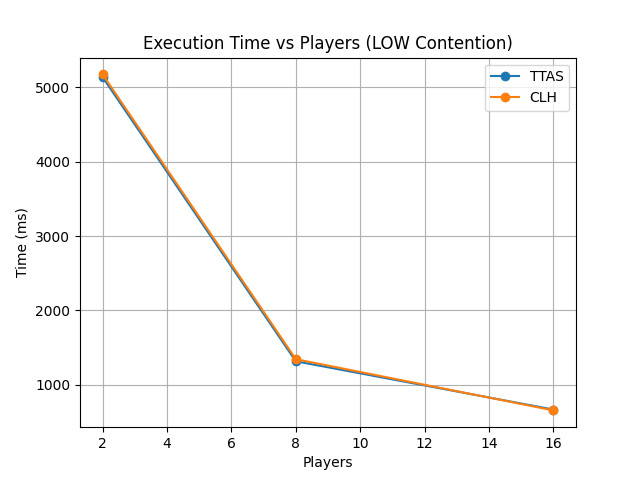 Execution Time vs Players (LOW Contention)
TTAS
CLH
5000
4000
3000
2000
1000
Time (ms)
2 4 6 8 10 12 14 16
Players